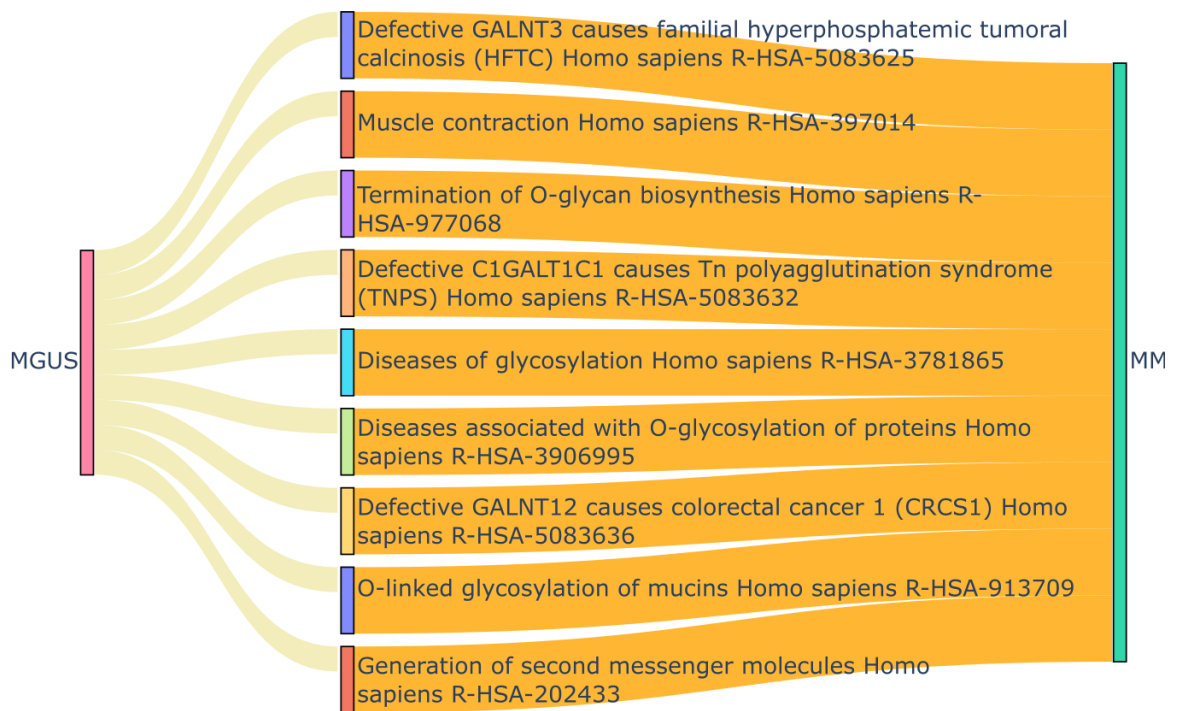 Defective GALNT3 causes familial hyperphosphatemic tumoral
calcinosis (HFTC) Homo sapiens R-HSA-5083625
Muscle contraction Homo sapiens R-HSA-397014
Termination of O-glycan biosynthesis Homo sapiens R-
HSA-977068
Defective C1GALT1C1 causes Tn polyagglutination syndrome
(TNPS) Homo sapiens R-HSA-5083632
MGUS
Diseases of glycosylation Homo sapiens R-HSA-3781865
MM
Diseases associated with O-glycosylation of proteins Homo
sapiens R-HSA-3906995
Defective GALNT12 causes colorectal cancer 1 (CRCS1) Homo
sapiens R-HSA-5083636
O-linked glycosylation of mucins Homo sapiens R-HSA-913709
Generation of second messenger molecules Homo
sapiens R-HSA-202433